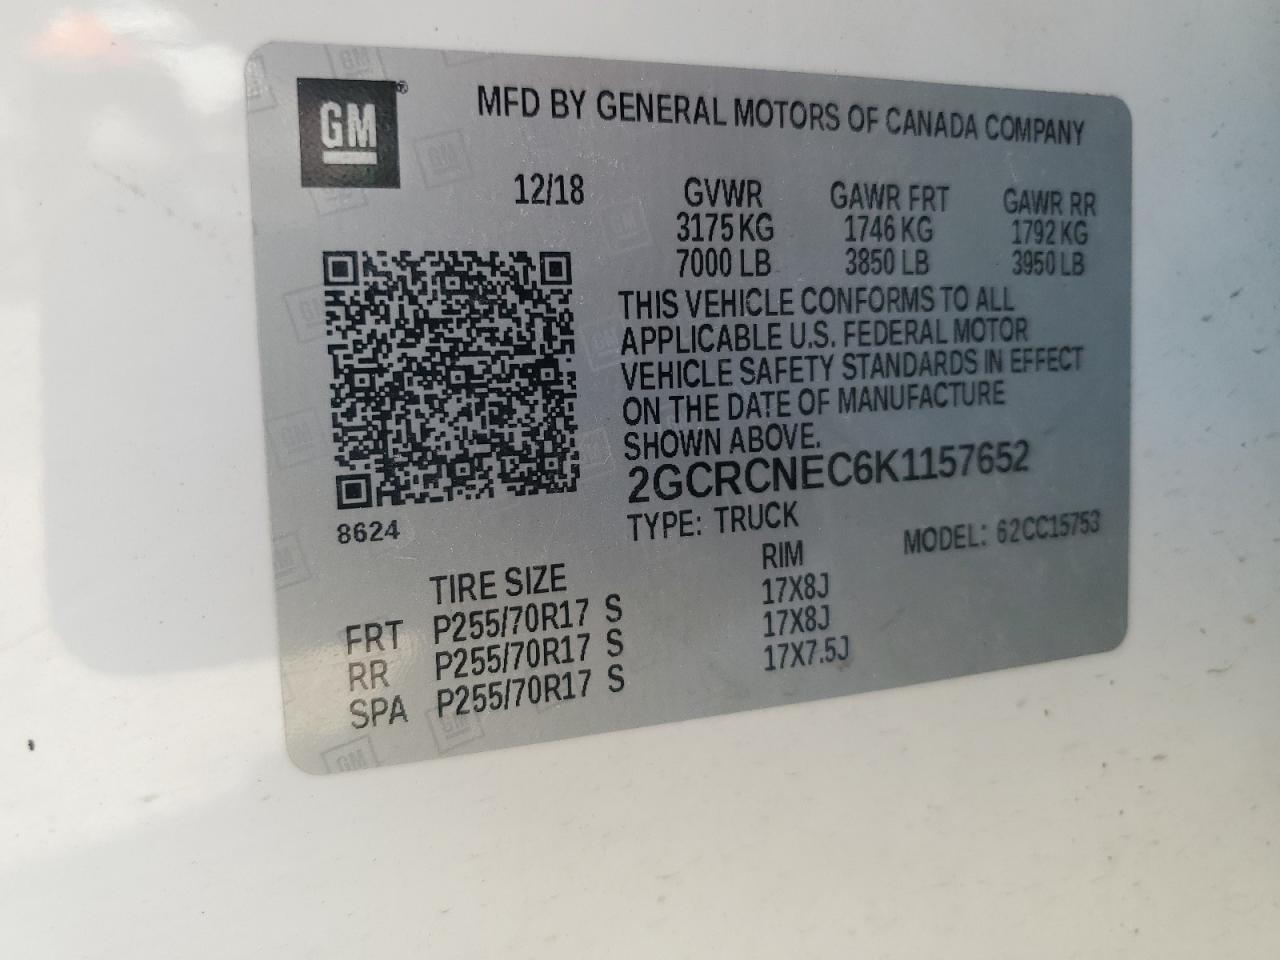 GM®
MFD BY GENERAL MOTORS OF CANADA COMPANY
12/18 GVWR GAWR FRT GAWR RR
3175 KG 1746 KG 1792 KG
7000 LB 3850 LB 3950 LB
THIS VEHICLE CONFORMS TO ALL
APPLICABLE U.S. FEDERAL MOTOR
VEHICLE SAFETY STANDARDS IN EFFECT
ON THE DATE OF MANUFACTURE
SHOWN ABOVE.
2GCRCNEC6K1157652
8624 TYPE: TRUCK MODEL: 62CC15753
TIRE SIZE RIM
FRT P255/70R17 S 17X8J
RR P255/70R17 S 17X8J
SPA P255/70R17 S 17X7.5J